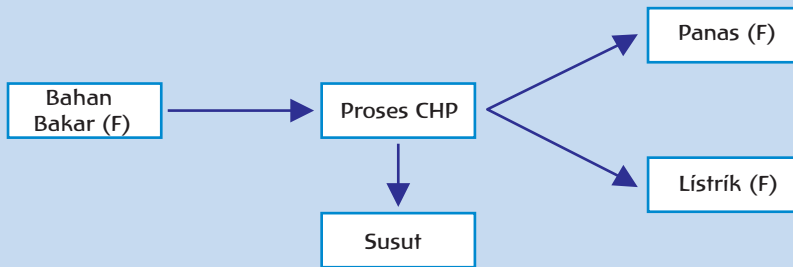 Panas (F)
Bahan
Bakar (F)
Proses CHP
Lístrík (F)
Susut